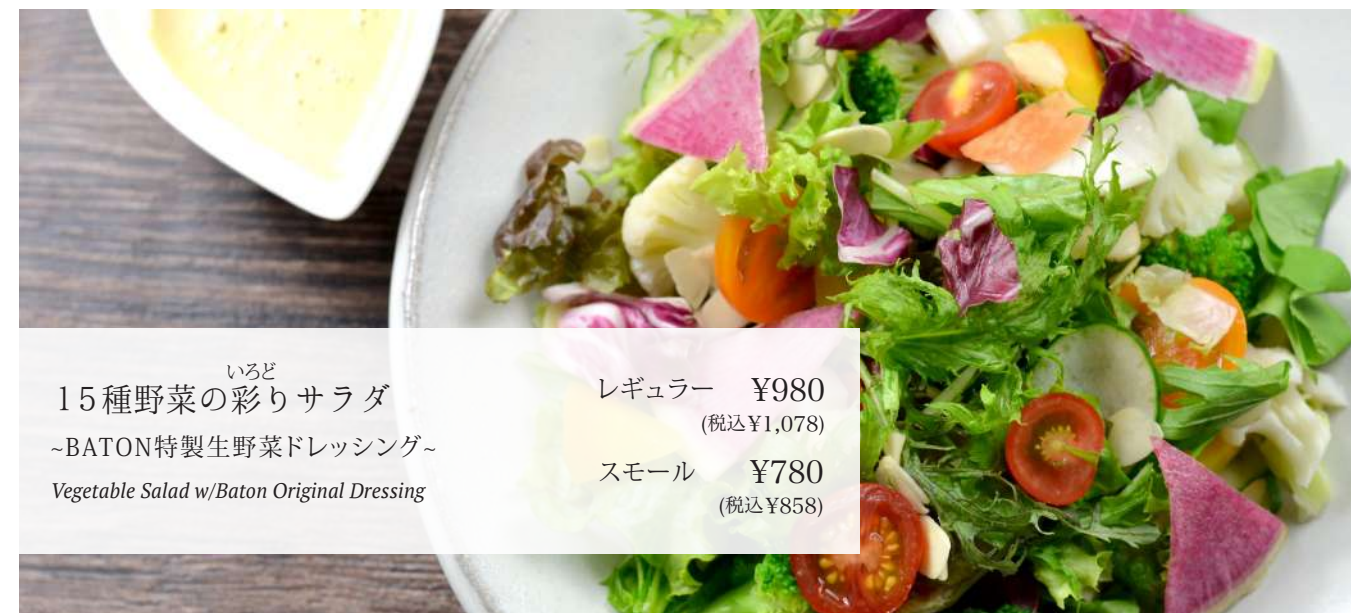 いろど
15種野菜の彩りサラダ
~BATON特製生野菜ドレッシング~
Vegetable Salad w/Baton Original Dressing
レギュラー ¥980
(税込¥1,078)
スモール ¥780
(税込¥858)